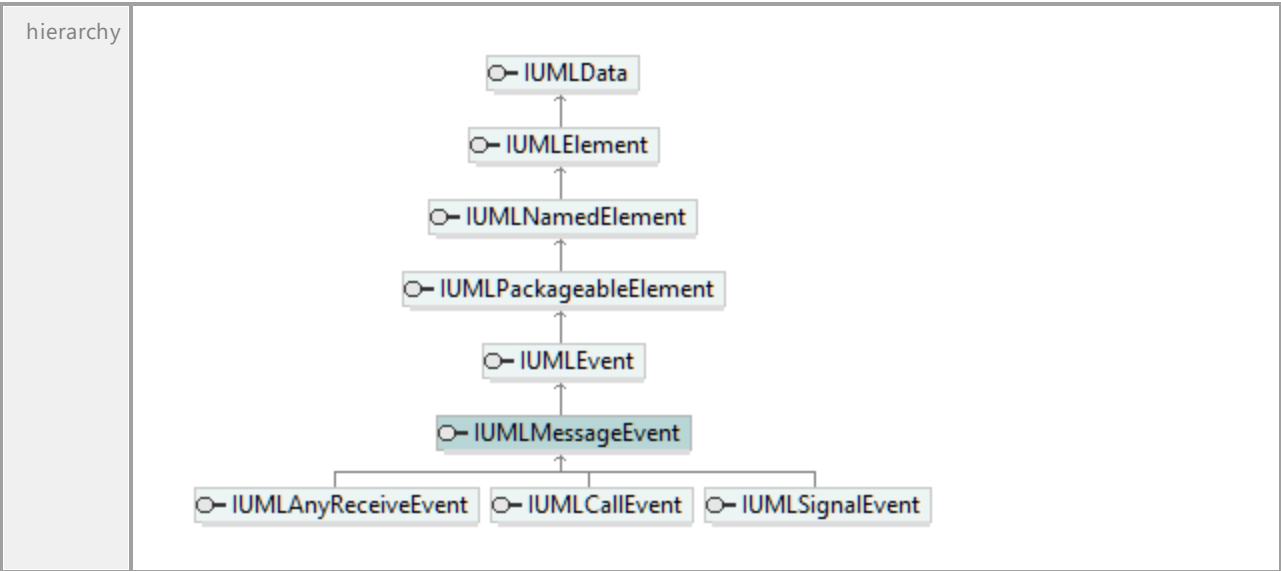 hierarchy
IUMLData
IUMLElement
IUMLNamedElement
IUMLPackageableElement
IUMLEvent
IUMLMessageEvent
IUMLAnyReceiveEvent IUMLCallEvent IUMLSignalEvent